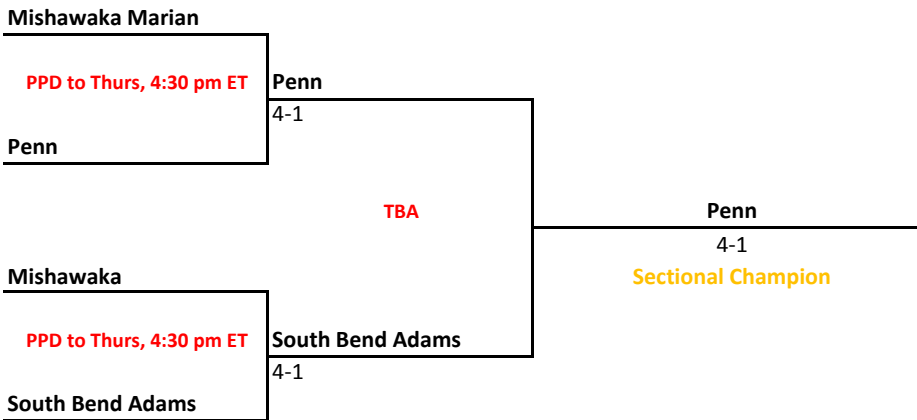 Mishawaka Marian
PPD to Thurs, 4:30 pm ET
Penn
4-1
Penn
TBA
Penn
4-1
Sectional Champion
Mishawaka
PPD to Thurs, 4:30 pm ET
South Bend Adams
4-1
South Bend Adams